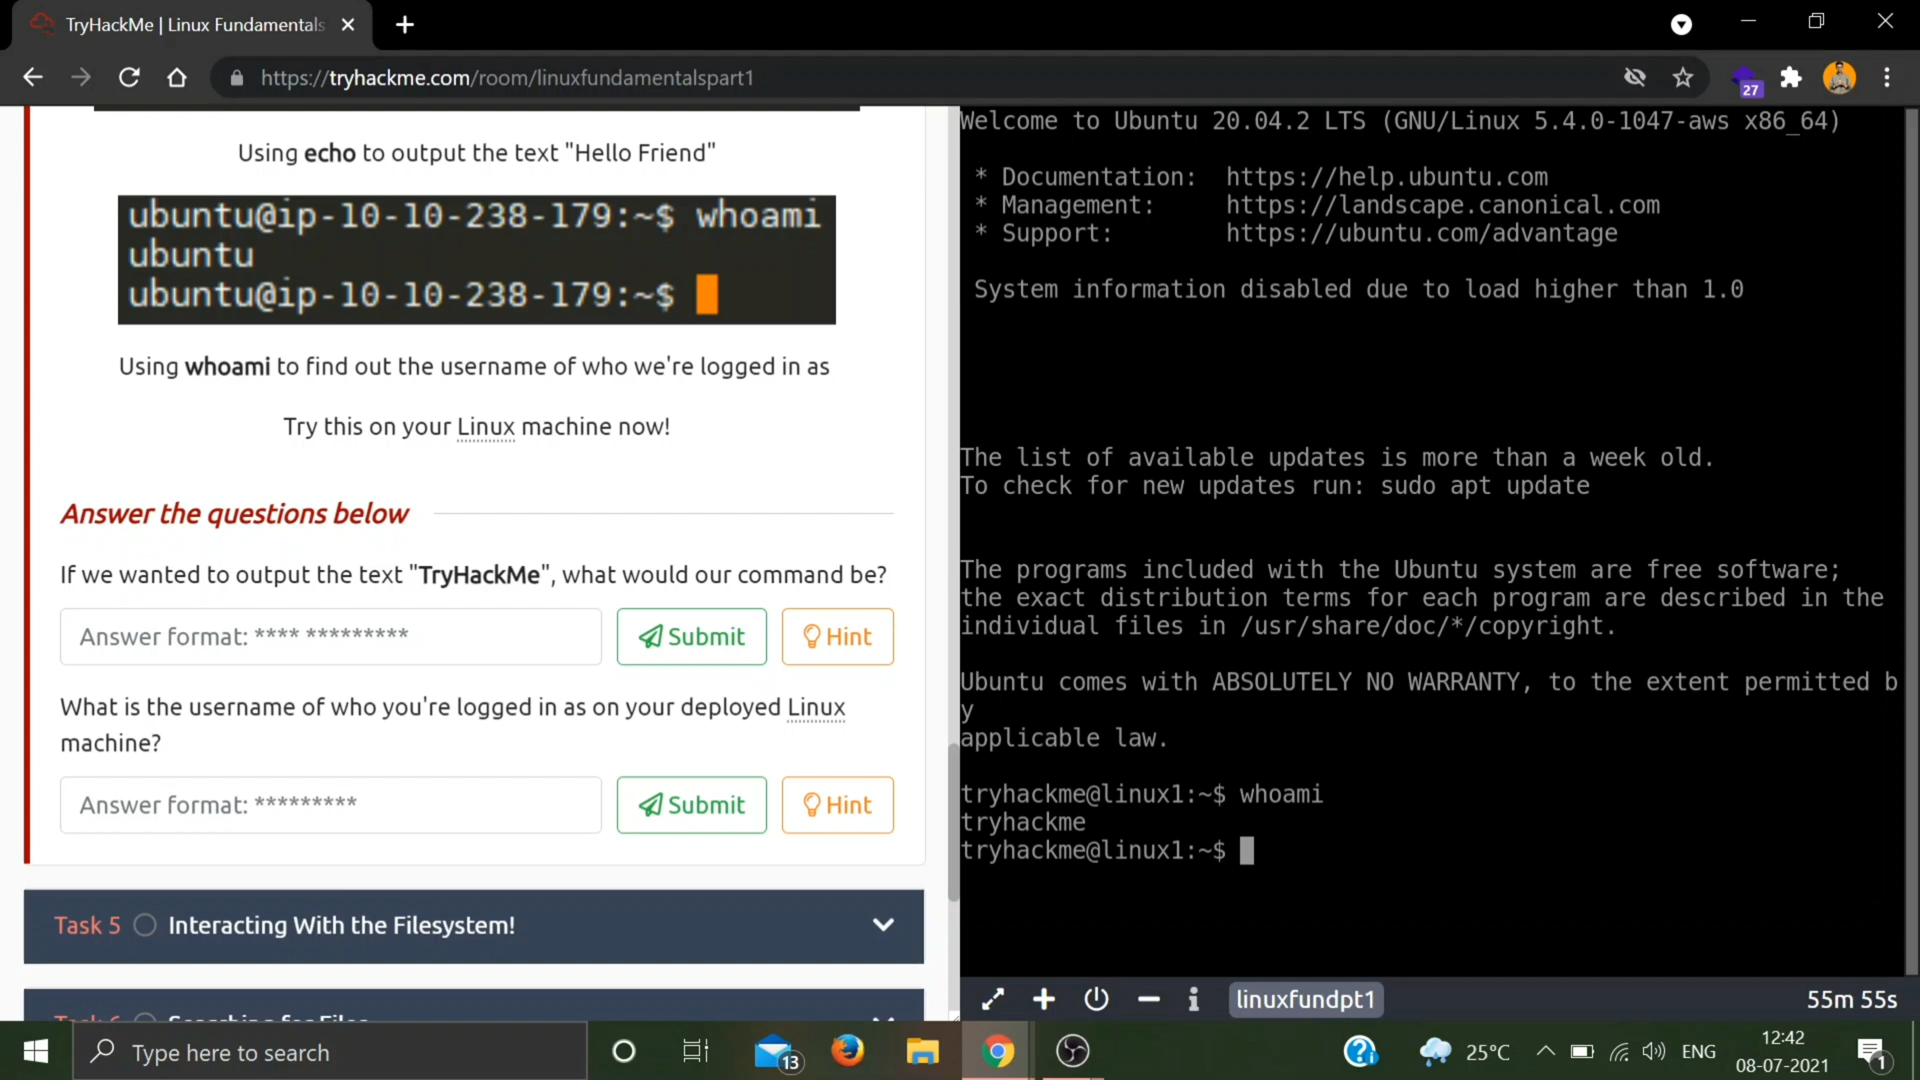 TryHackMe | Linux Fundamentals
https://tryhackme.com/room/linuxfundamentalspart1
27
Using echo to output the text "Hello Friend"
ubuntu@ip-10-10-238-179:~$ whoami
ubuntu
ubuntu@ip-10-10-238-179:~$
Using whoami to find out the username of who we're logged in as
Try this on your Linux machine now!
Answer the questions below
If we wanted to output the text "TryHackMe", what would our command be?
Answer format: **** *********
Submit
Hint
What is the username of who you're logged in as on your deployed Linux
machine?
Answer format: *********
Submit
Hint
Task 5 Interacting With the Filesystem!
Task 6 Searching for Files
Welcome to Ubuntu 20.04.2 LTS (GNU/Linux 5.4.0-1047-aws x86_64)
* Documentation: https://help.ubuntu.com
* Management: https://landscape.canonical.com
* Support: https://ubuntu.com/advantage
System information disabled due to load higher than 1.0
The list of available updates is more than a week old.
To check for new updates run: sudo apt update
The programs included with the Ubuntu system are free software;
the exact distribution terms for each program are described in the
individual files in /usr/share/doc/*/copyright.
Ubuntu comes with ABSOLUTELY NO WARRANTY, to the extent permitted b
y
applicable law.
tryhackme@linux1:~$ whoami
tryhackme
tryhackme@linux1:~$
linuxfundpt1
55m 55s
Type here to search
13
25°C
ENG
12:42
08-07-2021
1